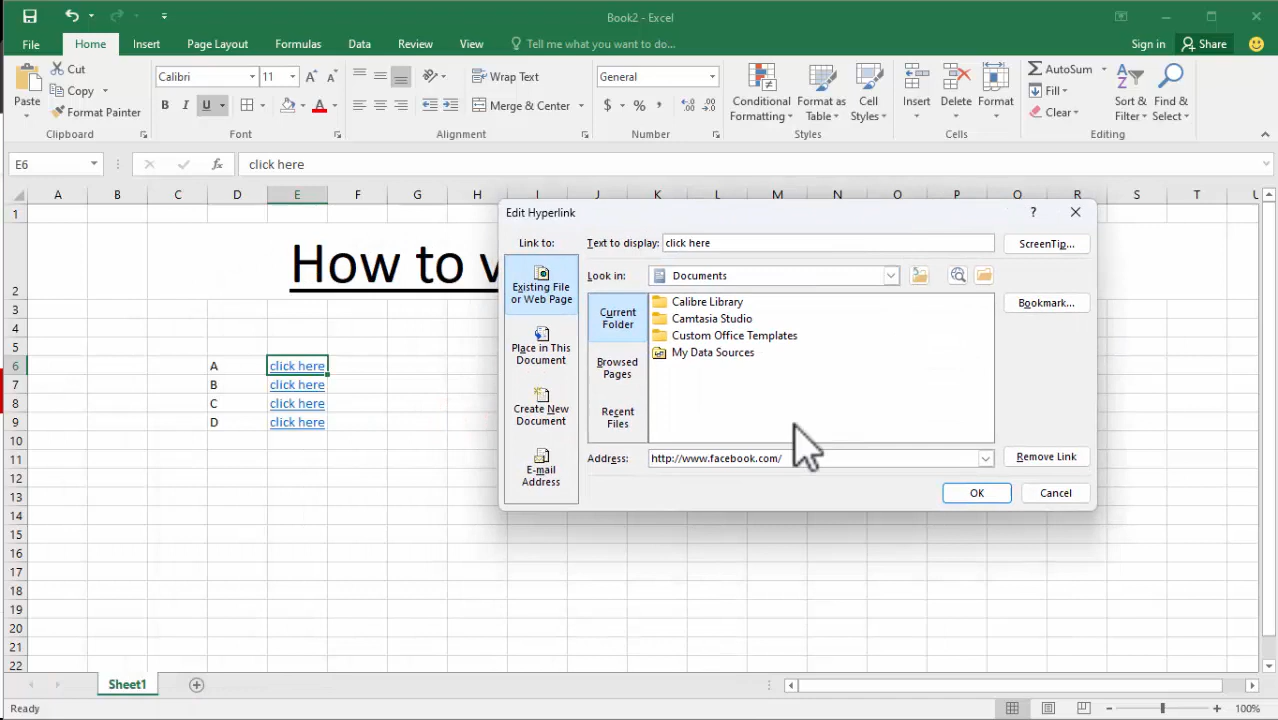 Book2 - Excel
File Home Insert Page Layout Formulas Data Review View Tell me what you want to do... Sign in Share
Paste Cut Copy Format Painter Clipboard
Calibri 11 A A B I U A Font
Wrap Text Merge & Center Alignment
General $ % , Number
Conditional Formatting Format as Table Cell Styles Styles
Insert Delete Format Cells
AutoSum Fill Clear Sort & Filter Find & Select Editing
E6 fx click here
A B C D E F G H I J K L M N O P Q R S T U
1
2 How to v
3
4
5
6 A click here
7 B click here
8 C click here
9 D click here
10
11
12
13
14
15
16
17
18
19
20
21
22
Edit Hyperlink ?
Link to: Text to display: click here ScreenTip...
Existing File or Web Page
Place in This Document
Create New Document
E-mail Address
Look in: Documents
Current Folder
Browsed Pages
Recent Files
Calibre Library
Camtasia Studio
Custom Office Templates
My Data Sources
Bookmark...
Address: http://www.facebook.com/ Remove Link
OK Cancel
Sheet1
Ready 100%